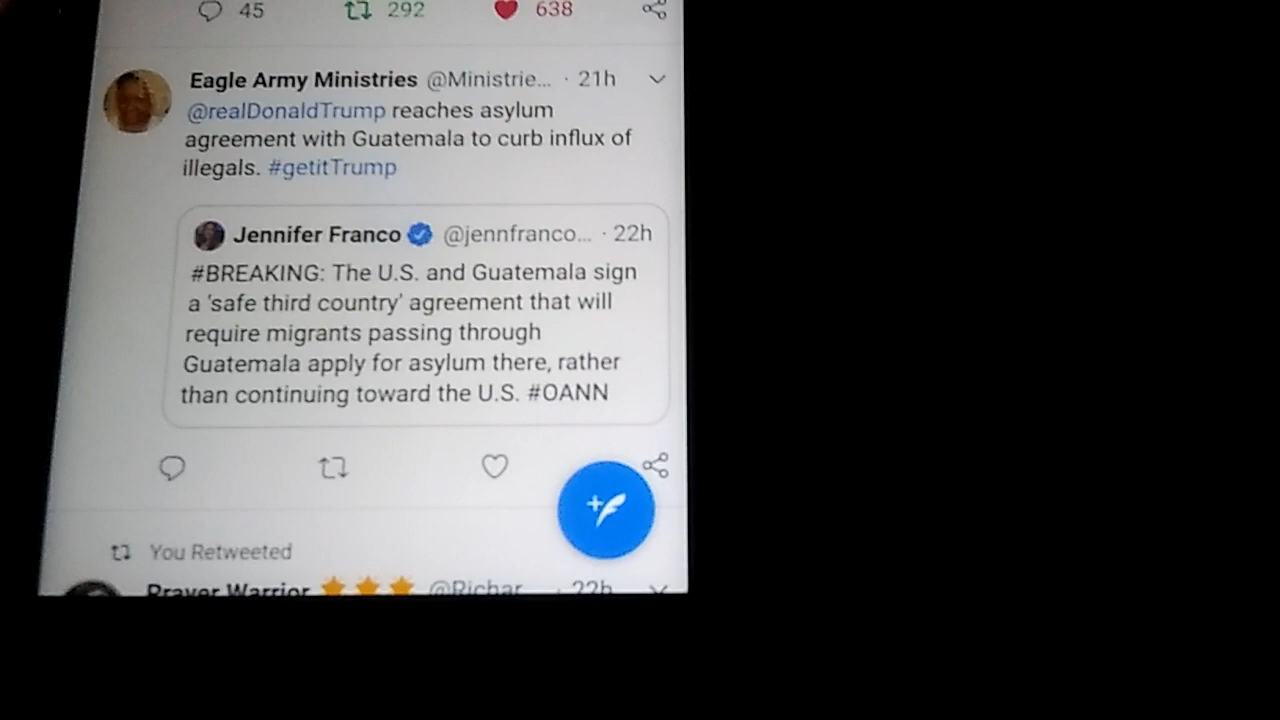 45 292 638
Eagle Army Ministries @Ministrie... · 21h
@realDonaldTrump reaches asylum
agreement with Guatemala to curb influx of
illegals. #getitTrump
Jennifer Franco @jennfranco... · 22h
#BREAKING: The U.S. and Guatemala sign
a 'safe third country' agreement that will
require migrants passing through
Guatemala apply for asylum there, rather
than continuing toward the U.S. #OANN
You Retweeted
Prayer Warrior @Richar... · 22h